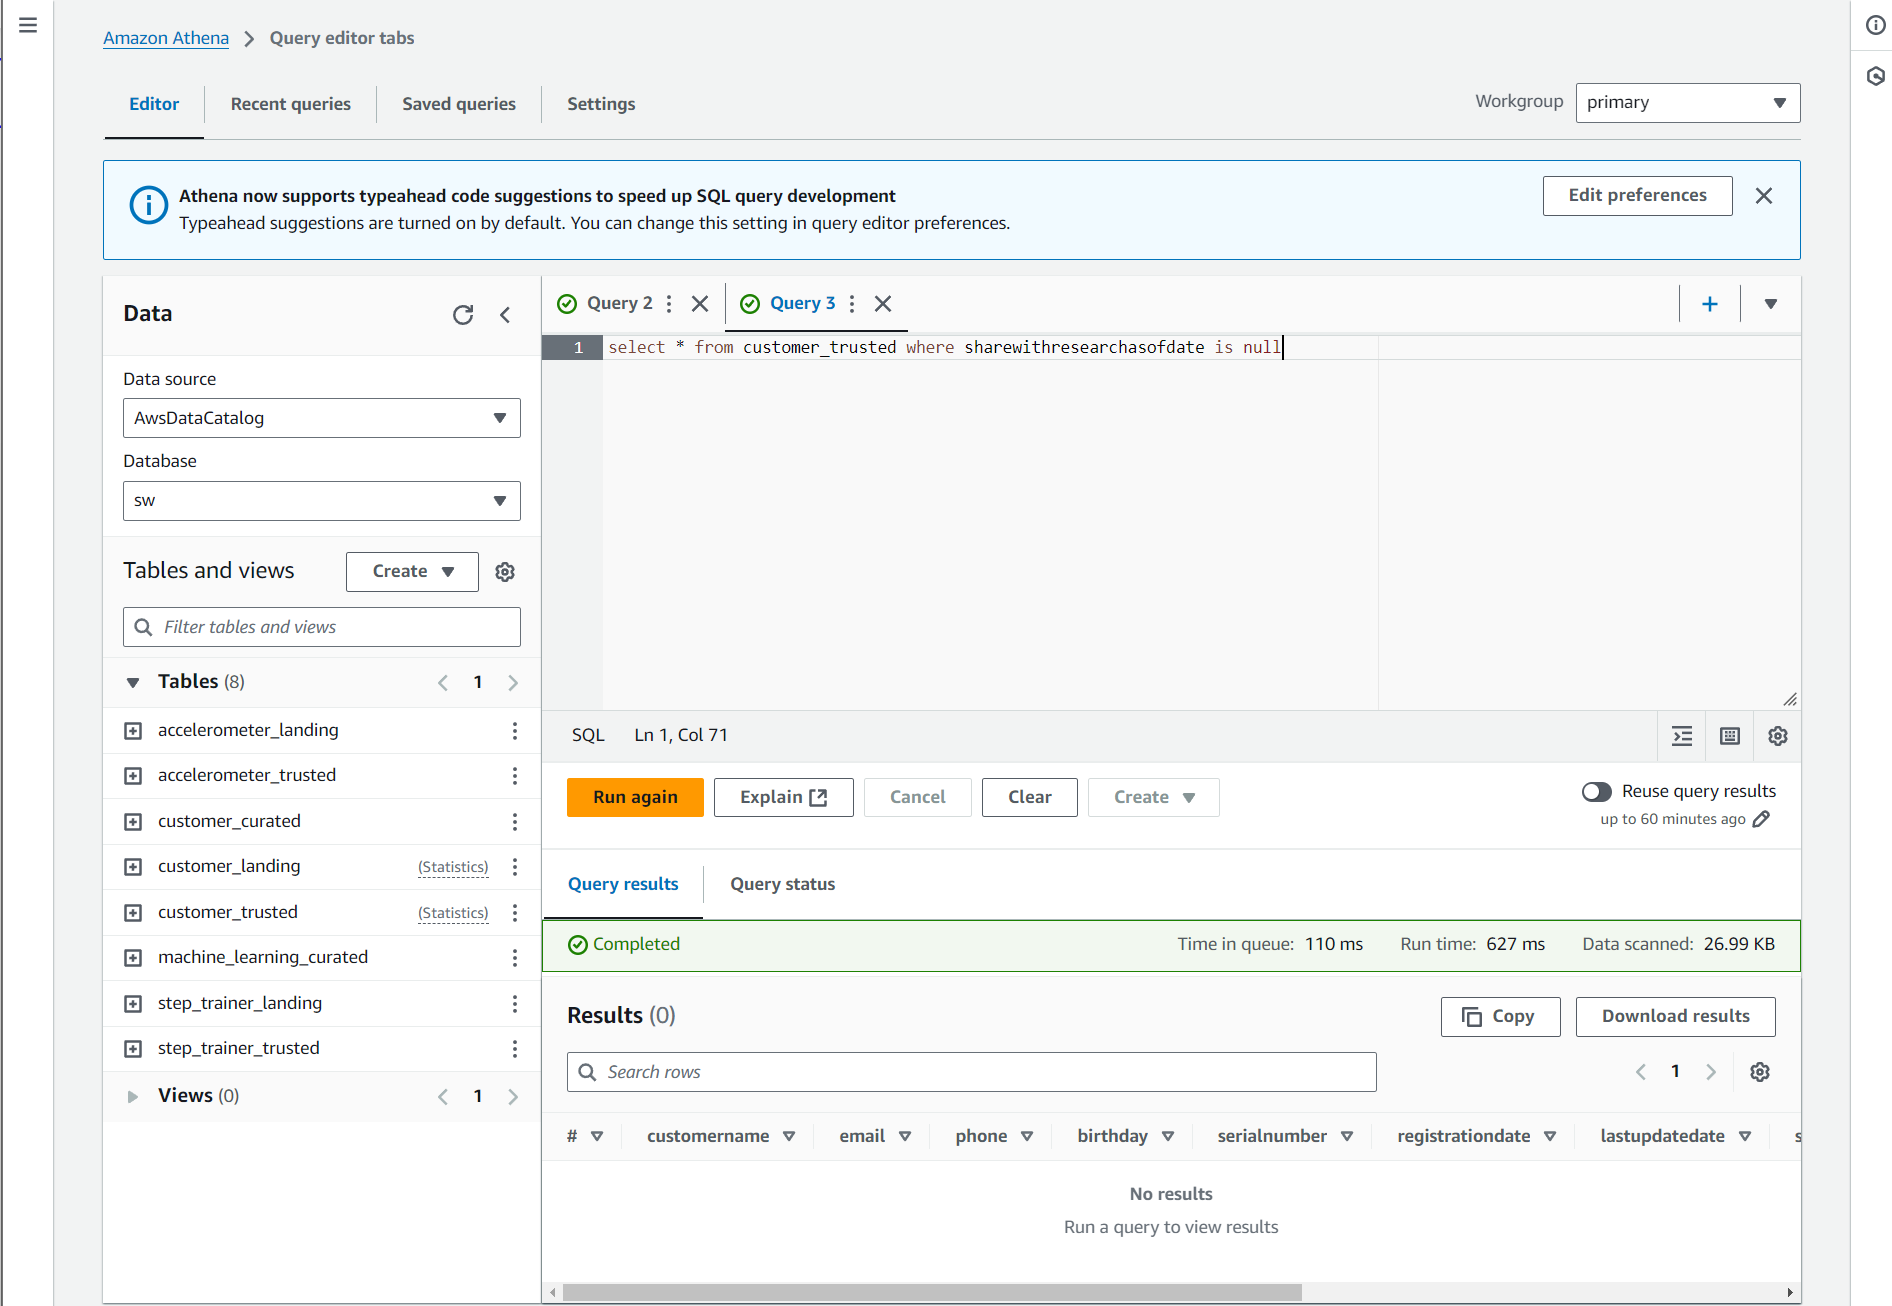 Amazon Athena > Query editor tabs
Editor Recent queries Saved queries Settings
Workgroup primary
Athena now supports typeahead code suggestions to speed up SQL query development
Typeahead suggestions are turned on by default. You can change this setting in query editor preferences.
Edit preferences
Data
Data source
AwsDataCatalog
Database
sw
Tables and views
Create
Filter tables and views
Tables (8) 1
accelerometer_landing
accelerometer_trusted
customer_curated
customer_landing (Statistics)
customer_trusted (Statistics)
machine_learning_curated
step_trainer_landing
step_trainer_trusted
Views (0) 1
Query 2 Query 3
1 select * from customer_trusted where sharewithresearchasofdate is null
SQL Ln 1, Col 71
Run again Explain Cancel Clear Create
Reuse query results
up to 60 minutes ago
Query results Query status
Completed
Time in queue: 110 ms Run time: 627 ms Data scanned: 26.99 KB
Results (0)
Copy Download results
Search rows
1
# customername email phone birthday serialnumber registrationdate lastupdatedate s
No results
Run a query to view results